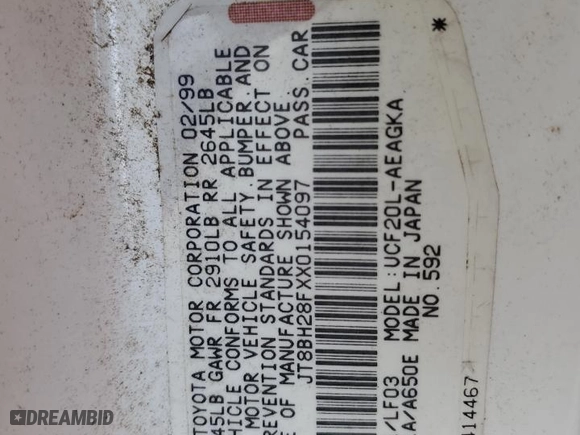 TOYOTA MOTOR CORPORATION 02/99
45LB GAWR FR 2910LB RR 2645LB
HICLE CONFORMS TO ALL APPLICABLE
MOTOR VEHICLE SAFETY, BUMPER, AND
REVENTION STANDARDS IN EFFECT ON
E OF MANUFACTURE SHOWN ABOVE.
JT8BH28FXX0154097 PASS. CAR
*
/LF03 MODEL: UCF20L-AEAGKA
A/A650E MADE IN JAPAN
NO. 592
414467
DREAMBID